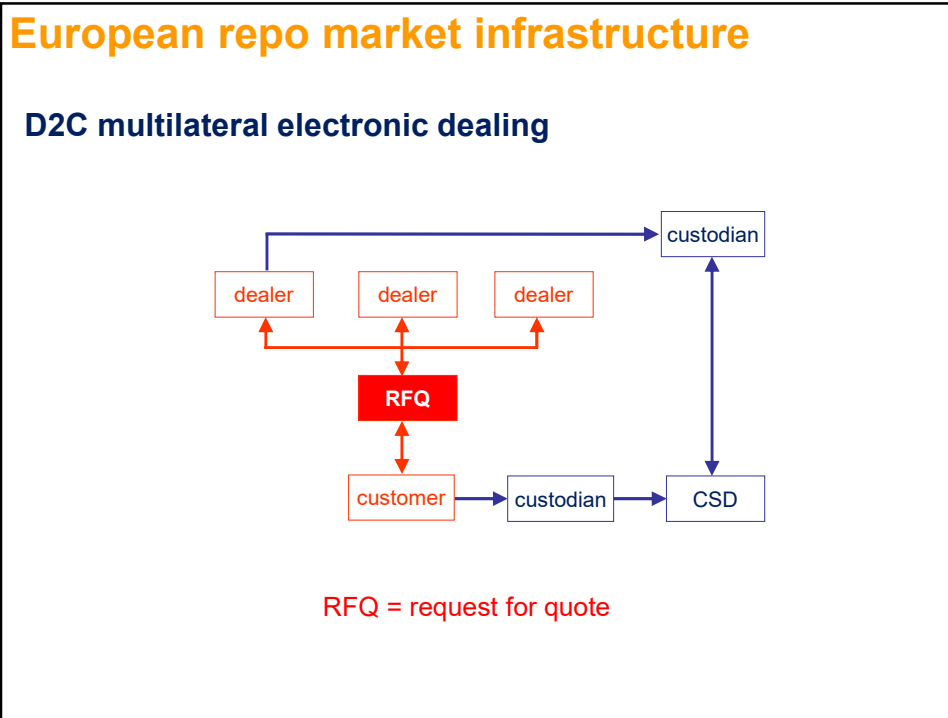 European repo market infrastructure
D2C multilateral electronic dealing
custodian
dealer
dealer
dealer
RFQ
customer
custodian
CSD
RFQ = request for quote